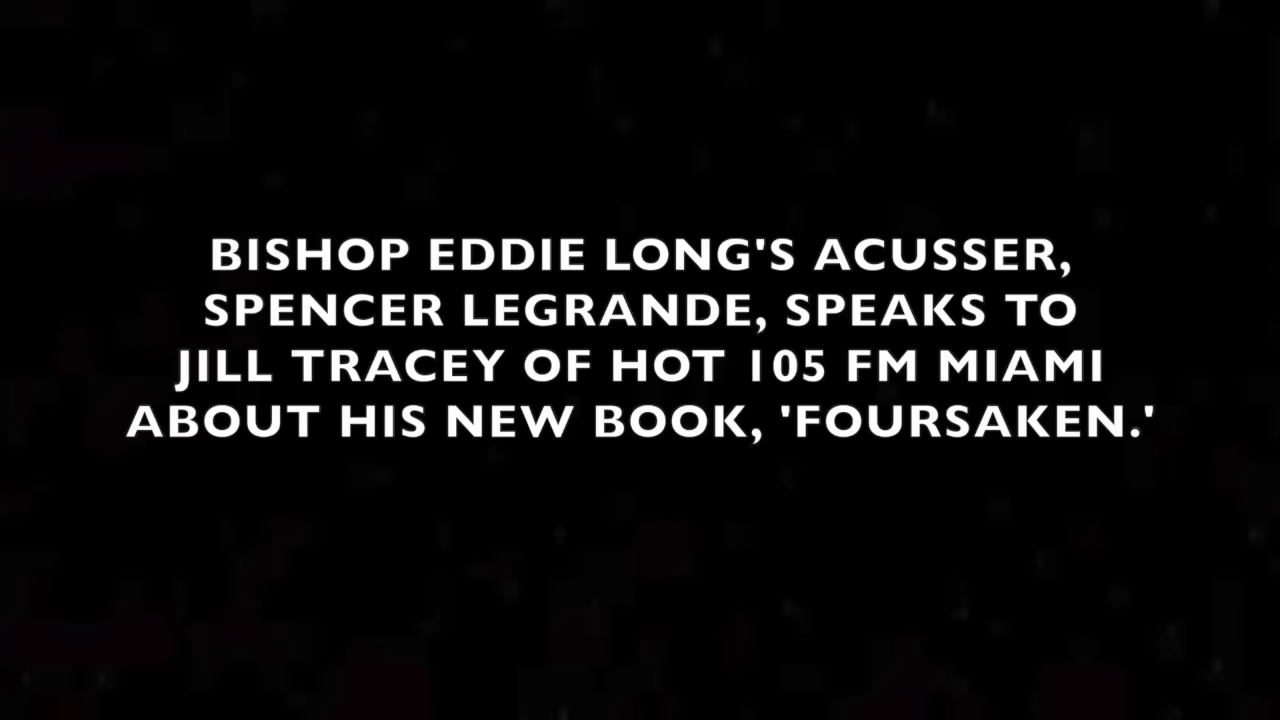 BISHOP EDDIE LONG'S ACUSSER,
SPENCER LEGRANDE, SPEAKS TO
JILL TRACEY OF HOT 105 FM MIAMI
ABOUT HIS NEW BOOK, 'FOURSAKEN.'